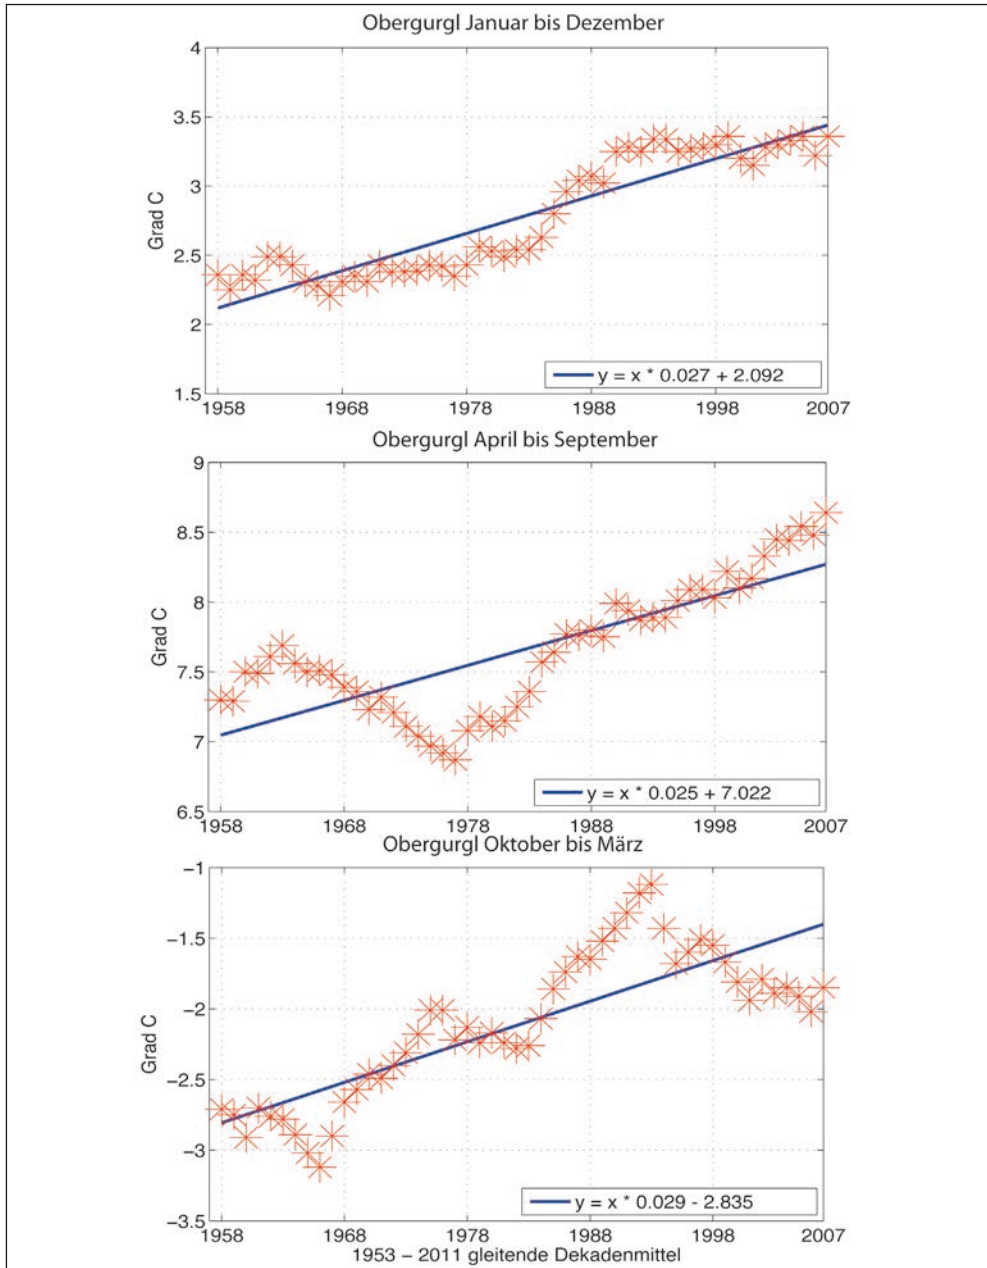 Obergurgl Januar bis Dezember
4
3.5
3
2.5
2
1.5
Grad C
y = x * 0.027 + 2.092
1958 1968 1978 1988 1998 2007
Obergurgl April bis September
9
8.5
8
7.5
7
6.5
Grad C
y = x * 0.025 + 7.022
1958 1968 1978 1988 1998 2007
Obergurgl Oktober bis März
−1
−1.5
−2
−2.5
−3
−3.5
Grad C
y = x * 0.029 - 2.835
1958 1968 1978 1988 1998 2007
1953 − 2011 gleitende Dekadenmittel